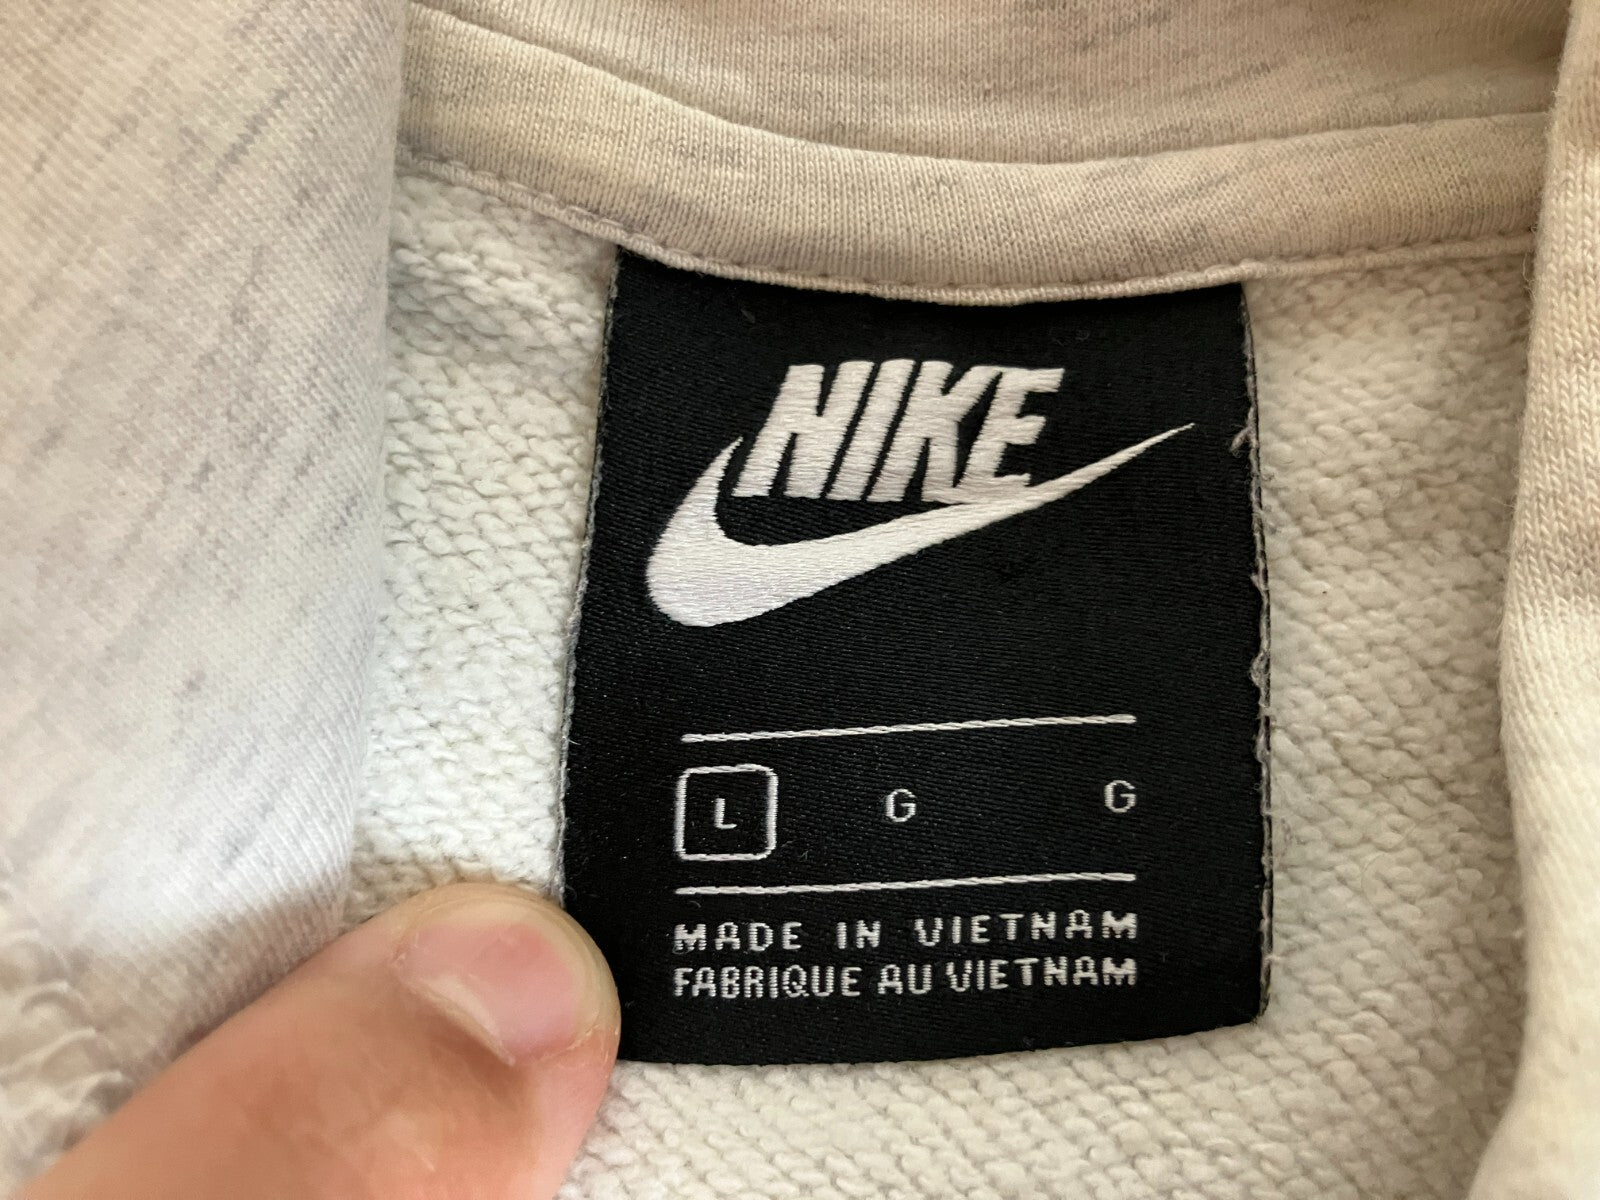 NIKE
L G G
MADE IN VIETNAM
FABRIQUE AU VIETNAM